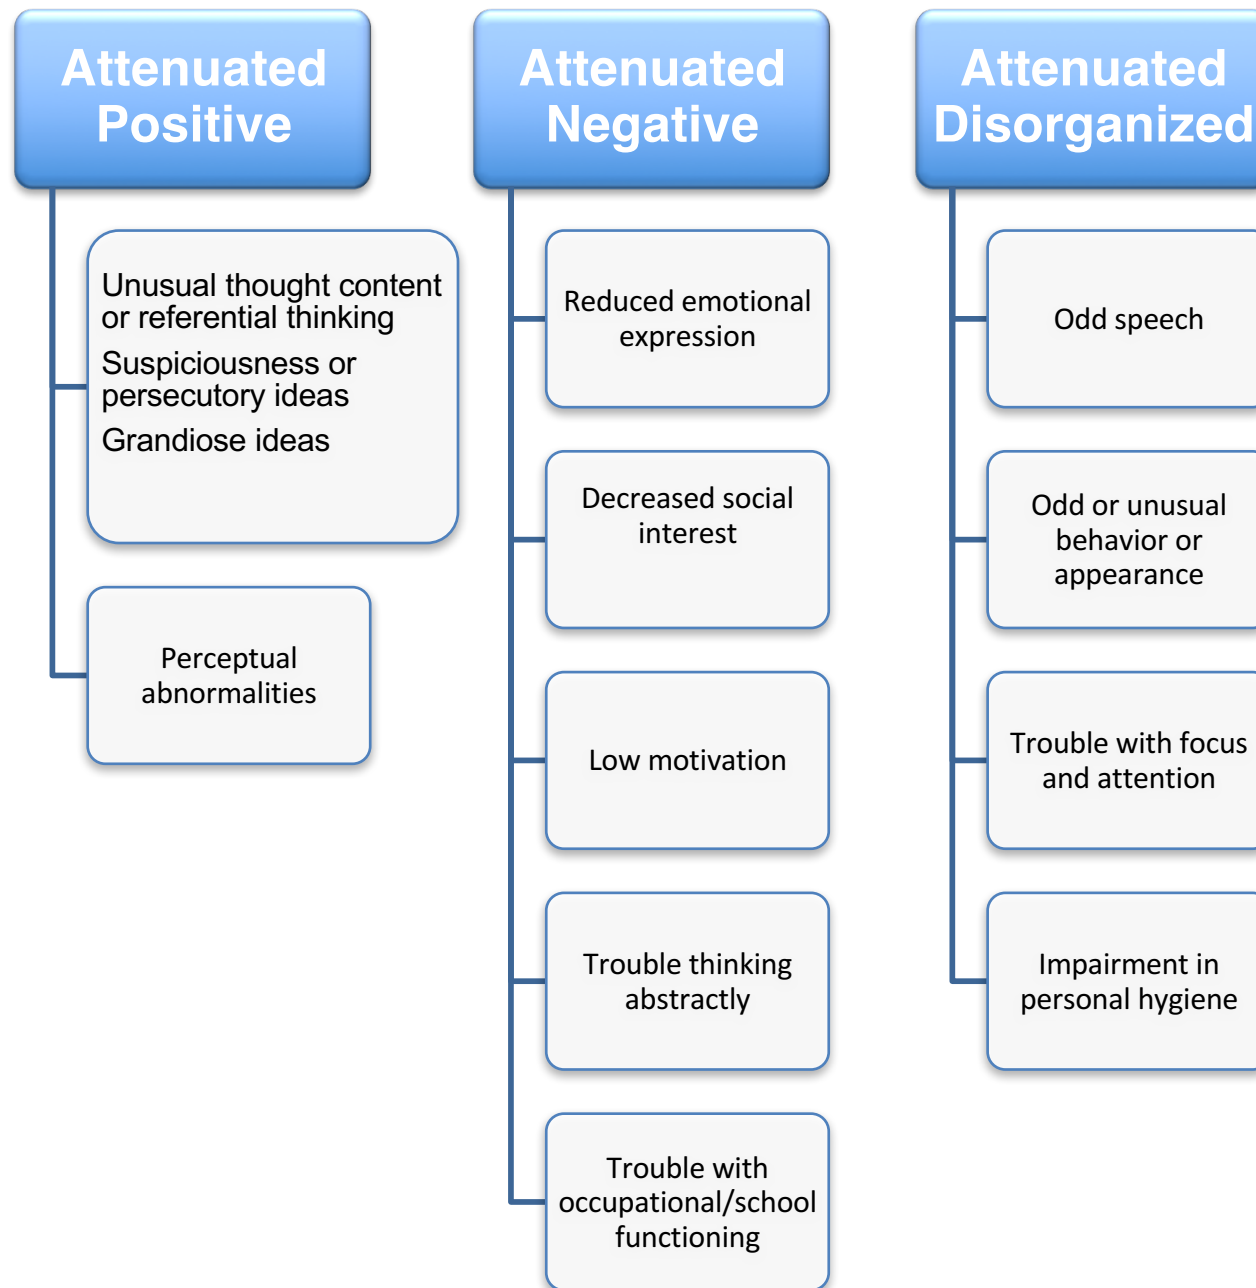 Attenuated
Positive
Unusual thought content
or referential thinking
Suspiciousness or
persecutory ideas
Grandiose ideas
Perceptual
abnormalities
Attenuated
Negative
Reduced emotional
expression
Decreased social
interest
Low motivation
Trouble thinking
abstractly
Trouble with
occupational/school
functioning
Attenuated
Disorganized
Odd speech
Odd or unusual
behavior or
appearance
Trouble with focus
and attention
Impairment in
personal hygiene